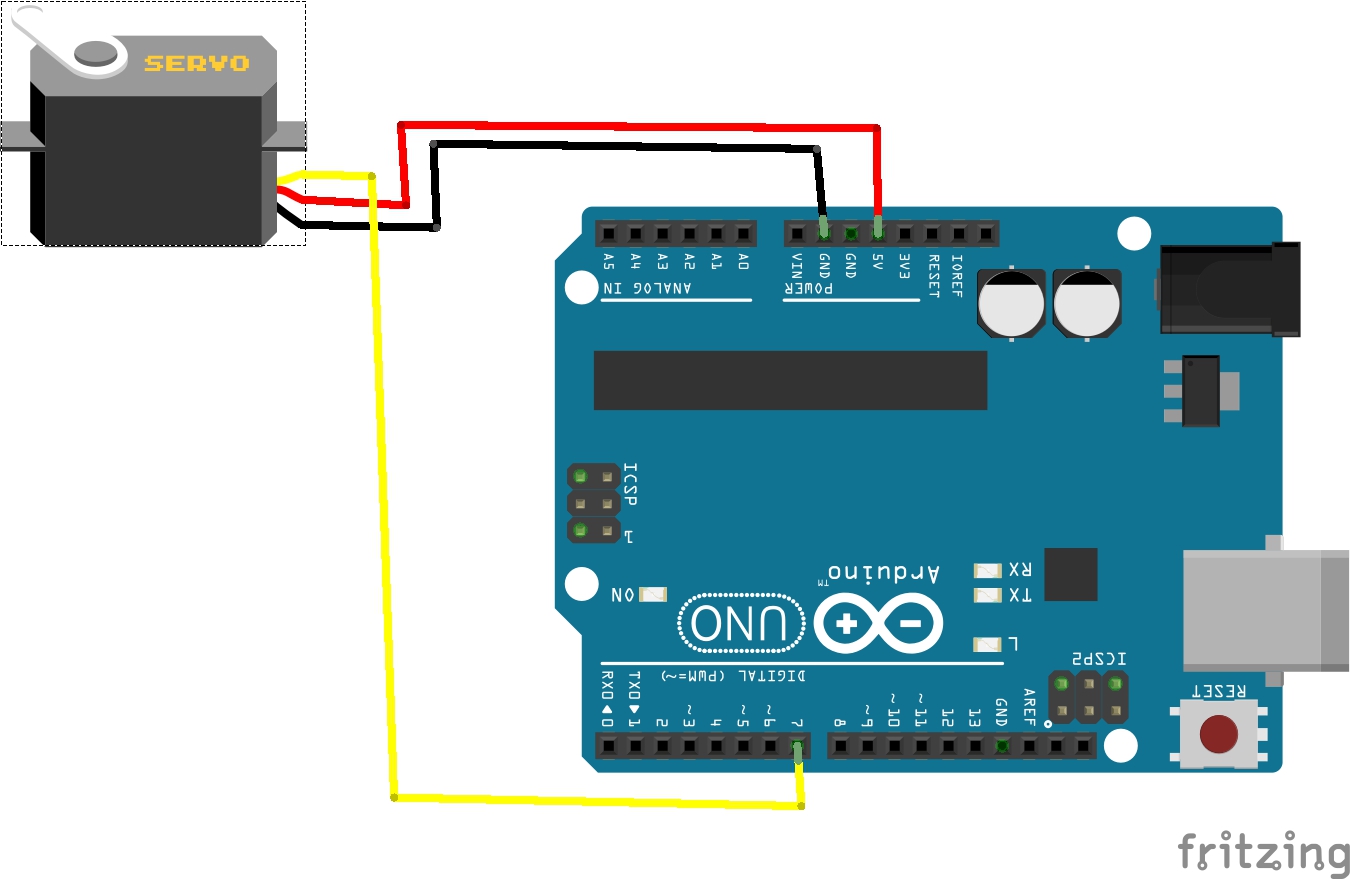 SERVO
A5 A4 A3 A2 A1 A0
VIN GND GND 5V 3V3 RESET IOREF
ANALOG IN
POWER
ICSP
1
Arduino
TM
RX
TX
ON
UNO
+ -
L
ICSP2
DIGITAL (PWM=~)
RX0 TX0
0 1 2 ~3 4 ~5 ~6 7 8 ~9 ~10 ~11 12 13 GND AREF
RESET
fritzing